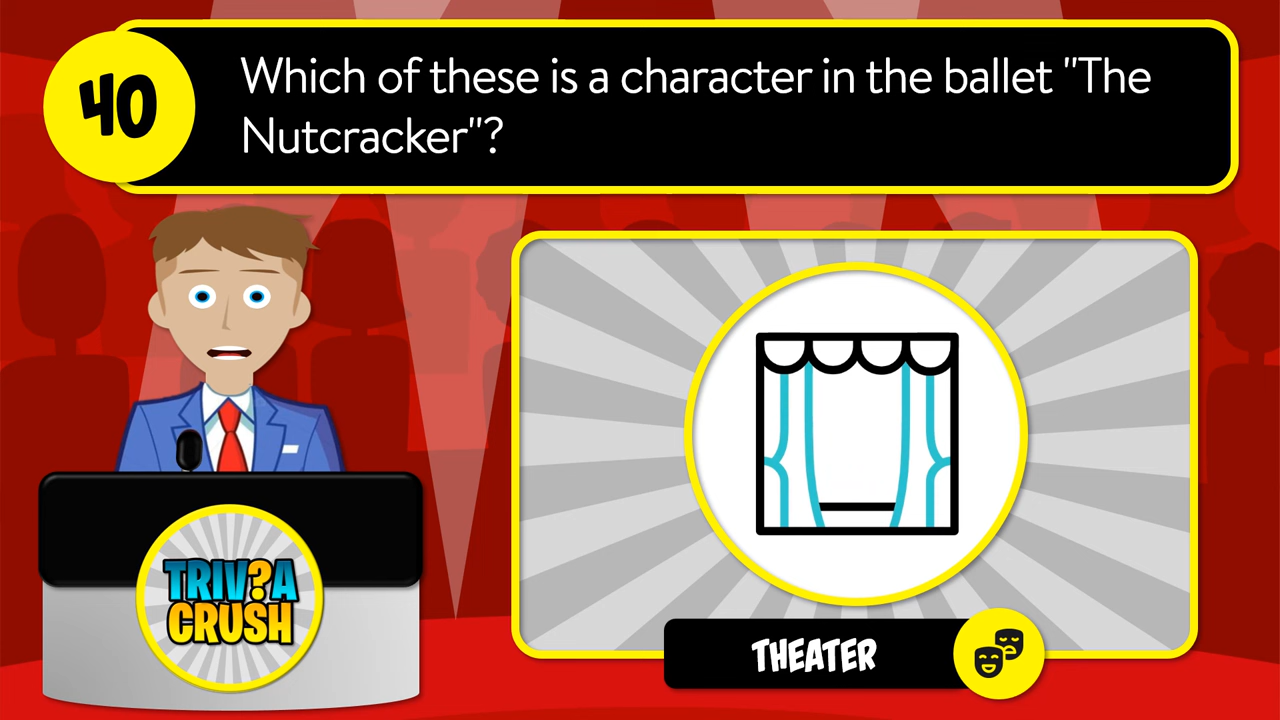 40
Which of these is a character in the ballet "The
Nutcracker"?
TRIV?A
CRUSH
THEATER